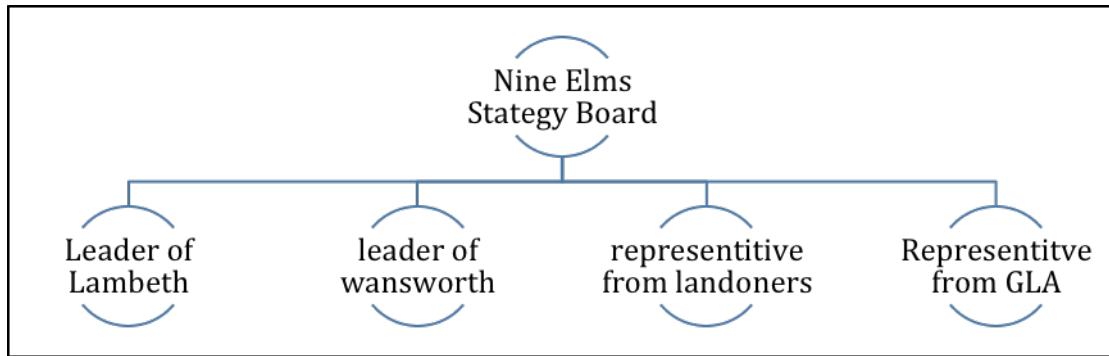 Nine Elms
Stategy Board
Leader of
Lambeth
leader of
wansworth
representitive
from landoners
Representitve
from GLA